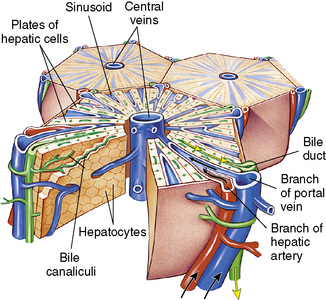 Sinusoid
Central
veins
Plates of
hepatic cells
Bile
duct
Branch of
portal
vein
Branch of
hepatic
artery
Hepatocytes
Bile
canaliculi